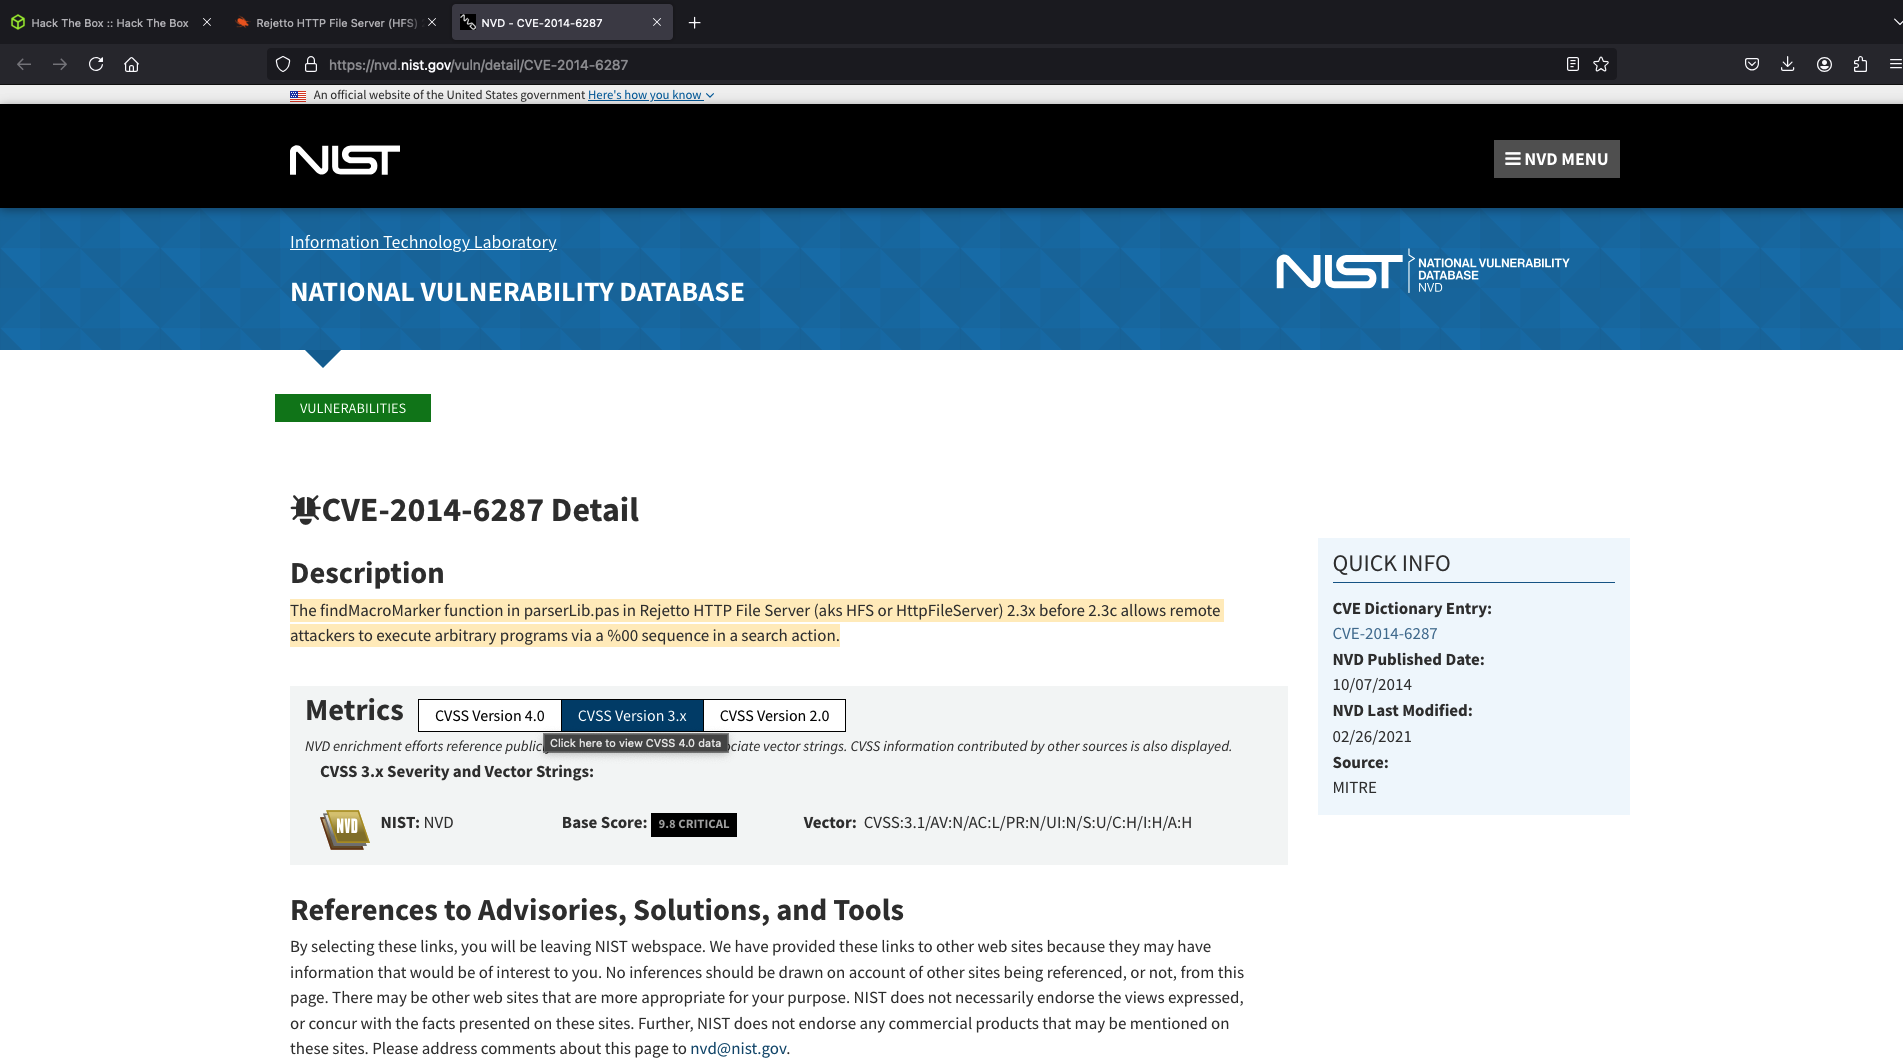 Hack The Box :: Hack The Box
Rejetto HTTP File Server (HFS)
NVD - CVE-2014-6287
https://nvd.nist.gov/vuln/detail/CVE-2014-6287
An official website of the United States government Here's how you know
NIST
NVD MENU
Information Technology Laboratory
NATIONAL VULNERABILITY DATABASE
NIST
NATIONAL VULNERABILITY
DATABASE
NVD
VULNERABILITIES
CVE-2014-6287 Detail
Description
The findMacroMarker function in parserLib.pas in Rejetto HTTP File Server (aks HFS or HttpFileServer) 2.3x before 2.3c allows remote
attackers to execute arbitrary programs via a %00 sequence in a search action.
Metrics
CVSS Version 4.0
CVSS Version 3.x
CVSS Version 2.0
Click here to view CVSS 4.0 data
NVD enrichment efforts reference public ciate vector strings. CVSS information contributed by other sources is also displayed.
CVSS 3.x Severity and Vector Strings:
NVD
NIST: NVD
Base Score: 9.8 CRITICAL
Vector: CVSS:3.1/AV:N/AC:L/PR:N/UI:N/S:U/C:H/I:H/A:H
References to Advisories, Solutions, and Tools
By selecting these links, you will be leaving NIST webspace. We have provided these links to other web sites because they may have
information that would be of interest to you. No inferences should be drawn on account of other sites being referenced, or not, from this
page. There may be other web sites that are more appropriate for your purpose. NIST does not necessarily endorse the views expressed,
or concur with the facts presented on these sites. Further, NIST does not endorse any commercial products that may be mentioned on
these sites. Please address comments about this page to nvd@nist.gov.
QUICK INFO
CVE Dictionary Entry:
CVE-2014-6287
NVD Published Date:
10/07/2014
NVD Last Modified:
02/26/2021
Source:
MITRE